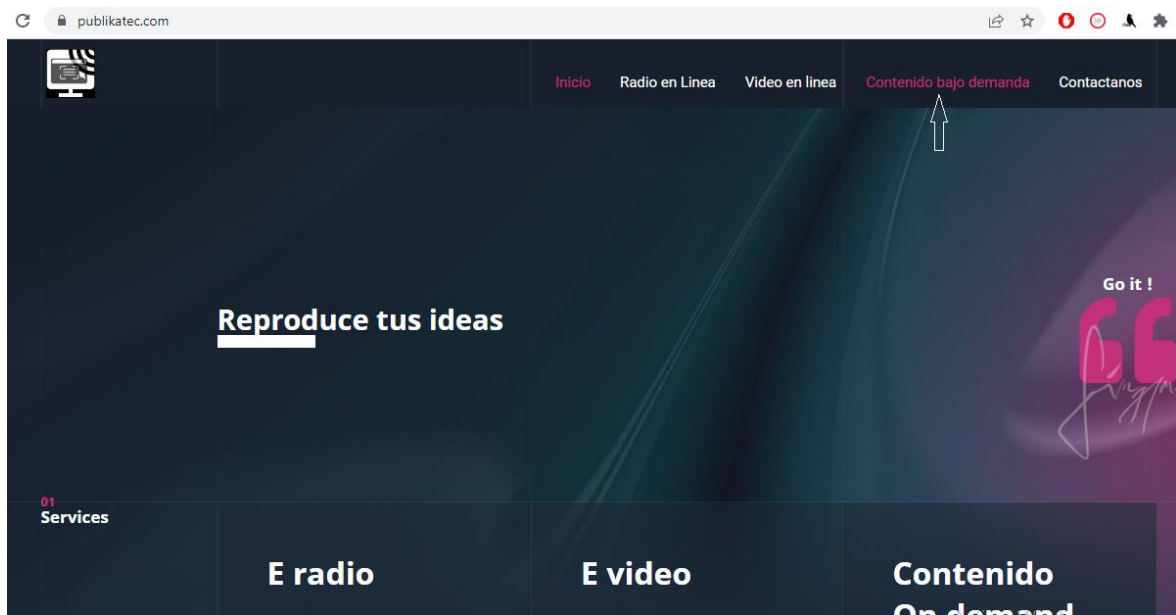 publikatec.com
Inicio Radio en Linea Video en linea Contenido bajo demanda Contactanos
Go it !
Reproduce tus ideas
01
Services
E radio E video Contenido
On demand